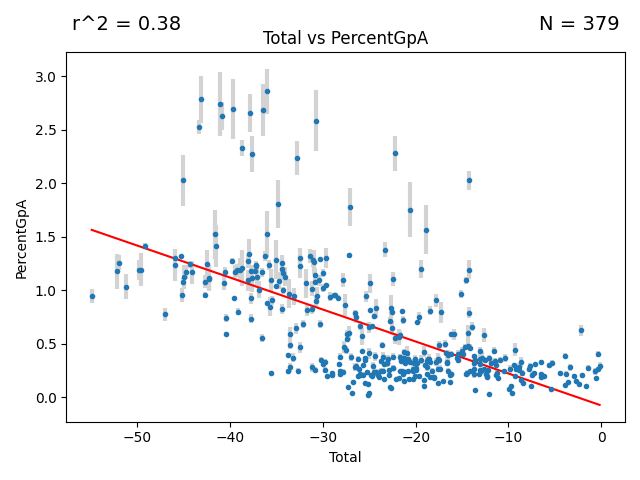 r^2 = 0.38
N = 379
Total vs PercentGpA
3.0
2.5
2.0
1.5
1.0
0.5
0.0
PercentGpA
−50 −40 −30 −20 −10 0
Total